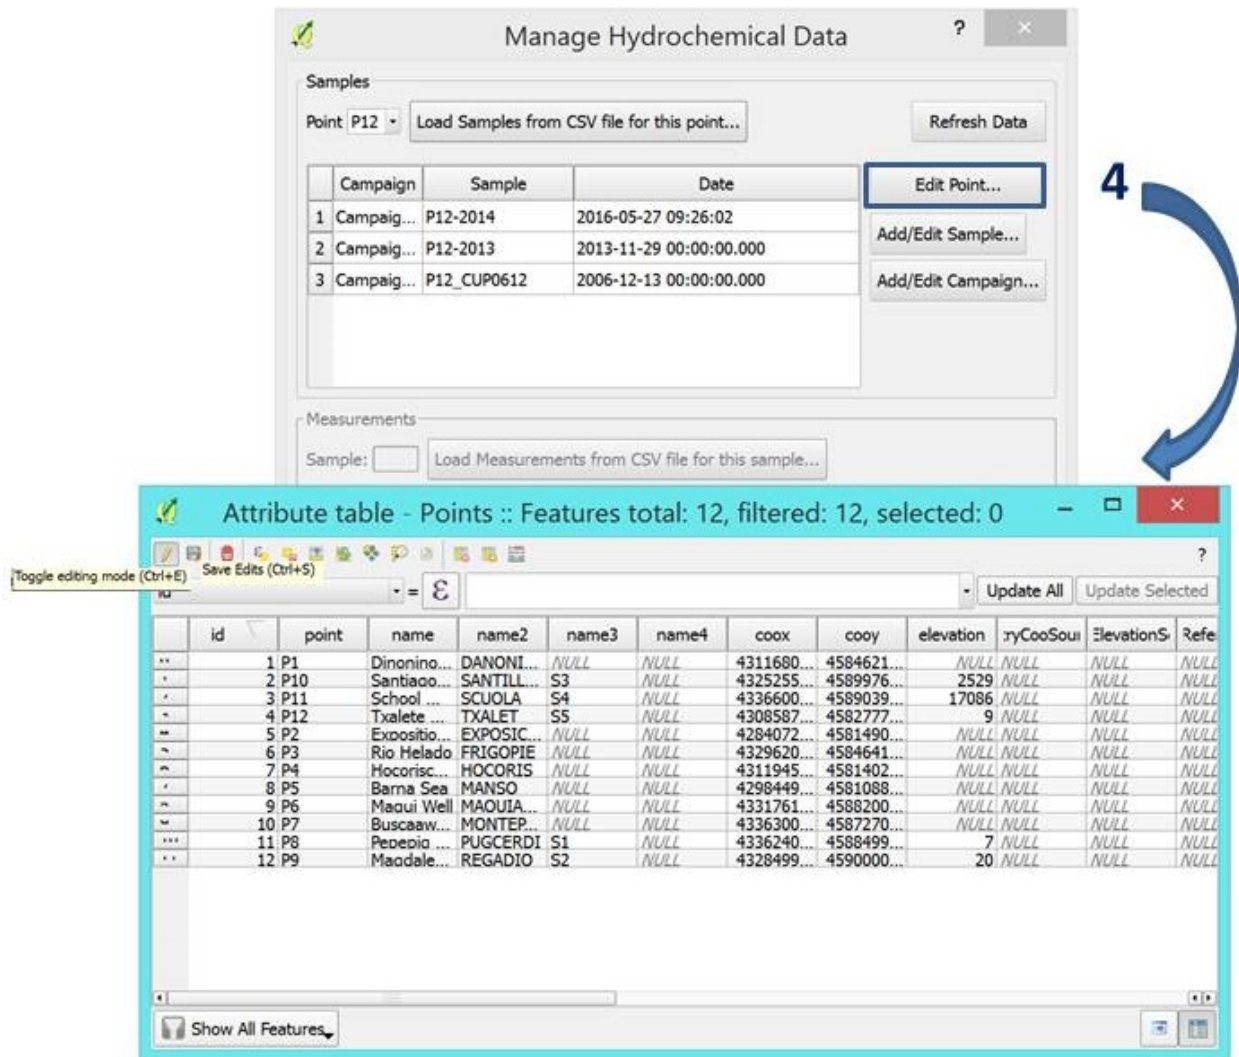 Manage Hydrochemical Data ?
Samples
Point P12 Load Samples from CSV file for this point... Refresh Data
Campaign Sample Date
1 Campaig... P12-2014 2016-05-27 09:26:02
2 Campaig... P12-2013 2013-11-29 00:00:00.000
3 Campaig... P12_CUP0612 2006-12-13 00:00:00.000
Edit Point...
Add/Edit Sample...
Add/Edit Campaign...
4
Measurements
Sample: Load Measurements from CSV file for this sample...
Attribute table - Points :: Features total: 12, filtered: 12, selected: 0
?
Toggle editing mode (Ctrl+E) Save Edits (Ctrl+S)
id = ε Update All Update Selected
id point name name2 name3 name4 coox cooy elevation ryCooSour ElevationS Refe
1 P1 Dinonino... DANONI... NULL NULL 4311680... 4584621... NULL NULL NULL NULL
2 P10 Santiago... SANTILL... S3 NULL 4325255... 4589976... 2529 NULL NULL NULL
3 P11 School ... SCUOLA S4 NULL 4336600... 4589039... 17086 NULL NULL NULL
4 P12 Txalete ... TXALET S5 NULL 4308587... 4582777... 9 NULL NULL NULL
5 P2 Expositio... EXPOSIC... NULL NULL 4284072... 4581490... NULL NULL NULL NULL
6 P3 Rio Helado FRIGOPIE NULL NULL 4329620... 4584641... NULL NULL NULL NULL
7 P4 Hocorisc... HOCORIS NULL NULL 4311945... 4581402... NULL NULL NULL NULL
8 P5 Barna Sea MANSO NULL NULL 4298449... 4581088... NULL NULL NULL NULL
9 P6 Maqui Well MAQUIA... NULL NULL 4331761... 4588200... NULL NULL NULL NULL
10 P7 Buscaaw... MONTEP... NULL NULL 4336300... 4587270... NULL NULL NULL NULL
11 P8 Pepepio ... PUGCERDI S1 NULL 4336240... 4588499... 7 NULL NULL NULL
12 P9 Magdale... REGADIO S2 NULL 4328499... 4590000... 20 NULL NULL NULL
Show All Features